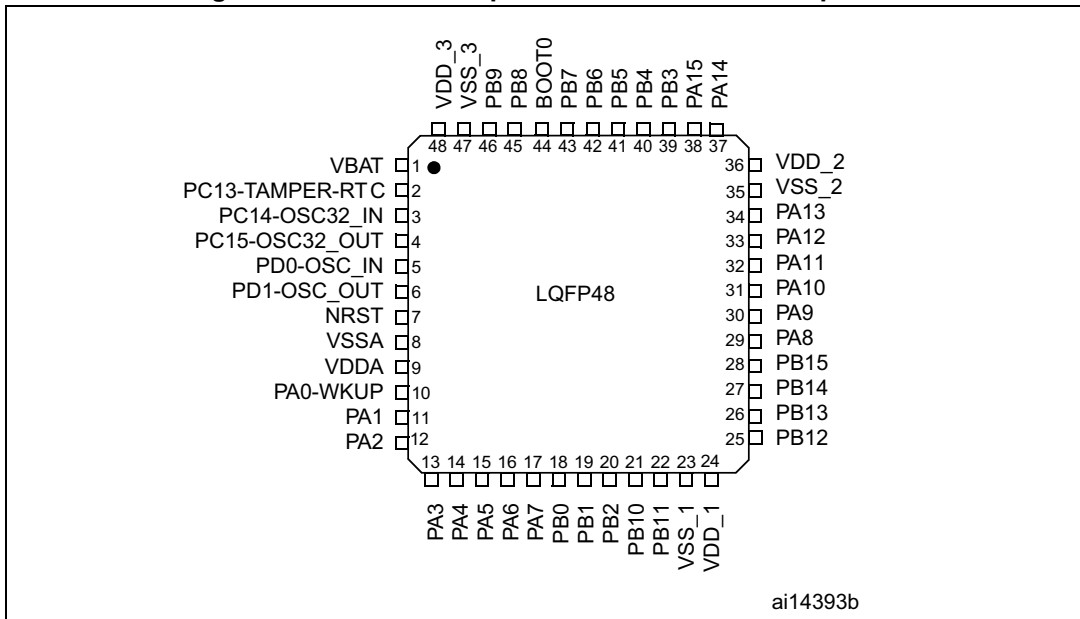 VDD_3
VSS_3
PB9
PB8
BOOT0
PB7
PB6
PB5
PB4
PB3
PA15
PA14
48 47 46 45 44 43 42 41 40 39 38 37
VBAT 1
PC13-TAMPER-RTC 2
PC14-OSC32_IN 3
PC15-OSC32_OUT 4
PD0-OSC_IN 5
PD1-OSC_OUT 6
NRST 7
VSSA 8
VDDA 9
PA0-WKUP 10
PA1 11
PA2 12
LQFP48
36 VDD_2
35 VSS_2
34 PA13
33 PA12
32 PA11
31 PA10
30 PA9
29 PA8
28 PB15
27 PB14
26 PB13
25 PB12
13 14 15 16 17 18 19 20 21 22 23 24
PA3
PA4
PA5
PA6
PA7
PB0
PB1
PB2
PB10
PB11
VSS_1
VDD_1
ai14393b